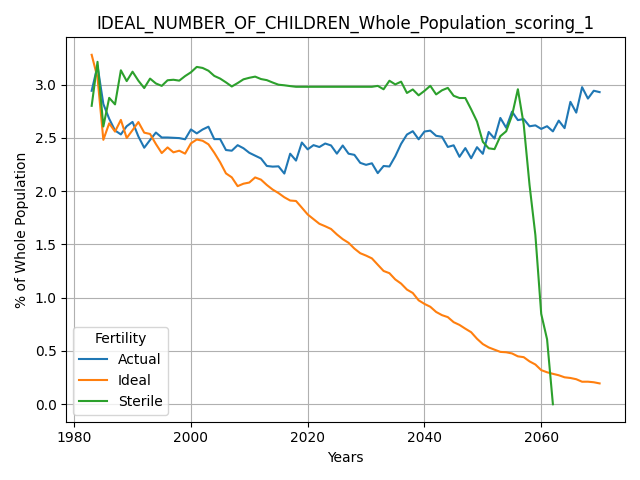 IDEAL_NUMBER_OF_CHILDREN_Whole_Population_scoring_1
% of Whole Population
3.0
2.5
2.0
1.5
1.0
0.5
0.0
Fertility
Actual
Ideal
Sterile
1980 2000 2020 2040 2060
Years